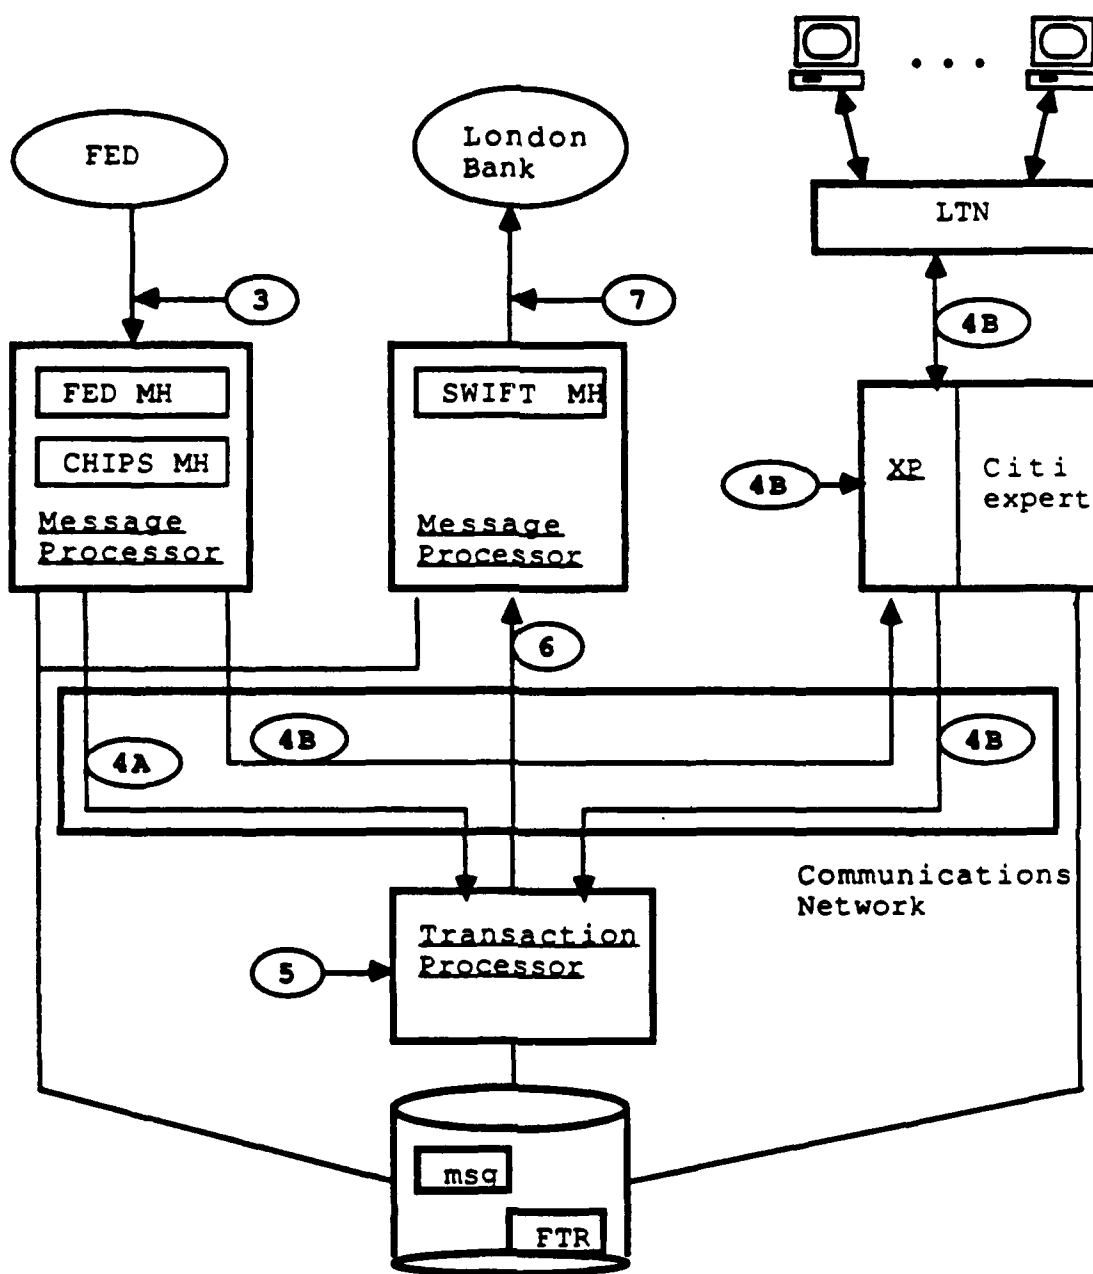 FED
London
Bank
LTN
3
7
4B
FED MH
CHIPS MH
Message
Processor
SWIFT MH
Message
Processor
4B
XP
Citi
expert
6
4A
4B
4B
Communications
Network
Transaction
Processor
5
msg
FTR